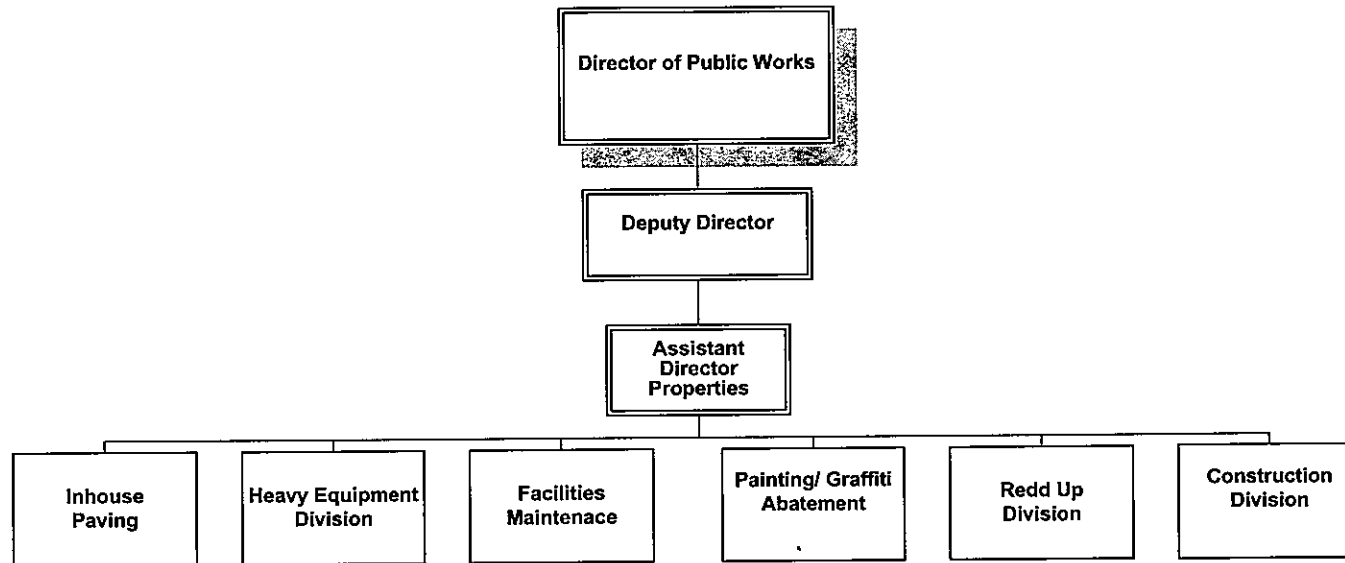 Director of Public Works
Deputy Director
Assistant
Director
Properties
Inhouse
Paving
Heavy Equipment
Division
Facilities
Maintenace
Painting/ Graffiti
Abatement
Redd Up
Division
Construction
Division